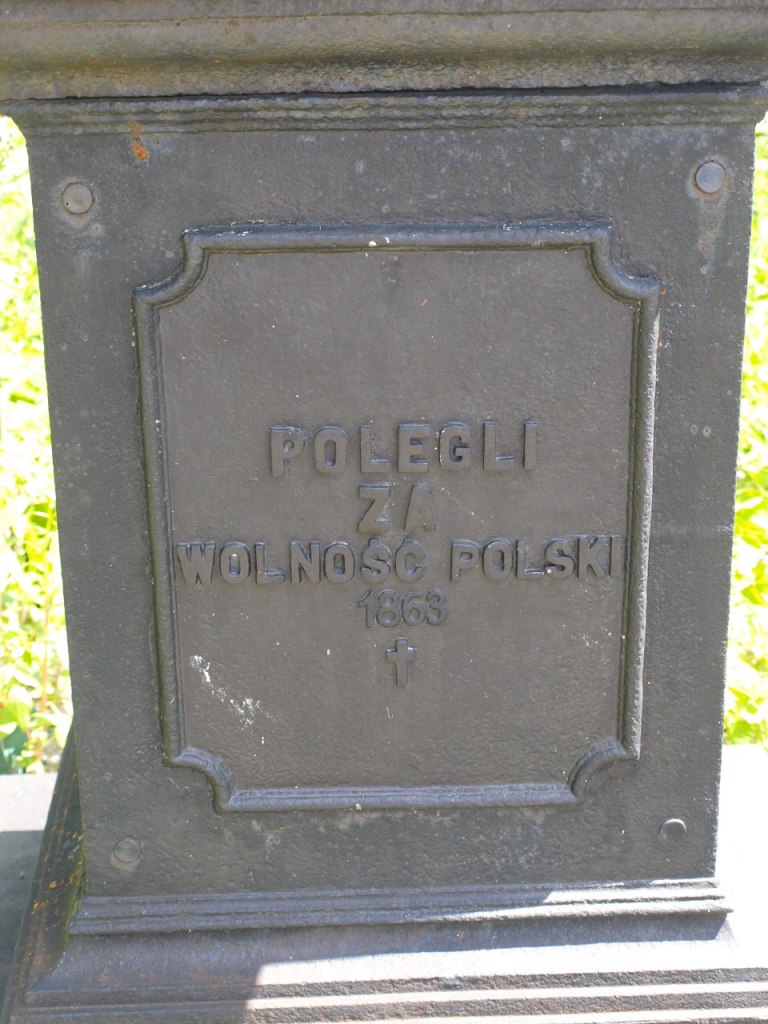 POLEGLI
ZA
WOLNOŚĆ POLSKI
1863